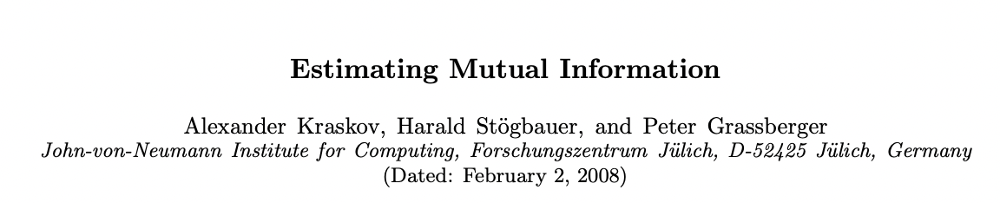 Estimating Mutual Information
Alexander Kraskov, Harald Stögbauer, and Peter Grassberger
John-von-Neumann Institute for Computing, Forschungszentrum Jülich, D-52425 Jülich, Germany
(Dated: February 2, 2008)